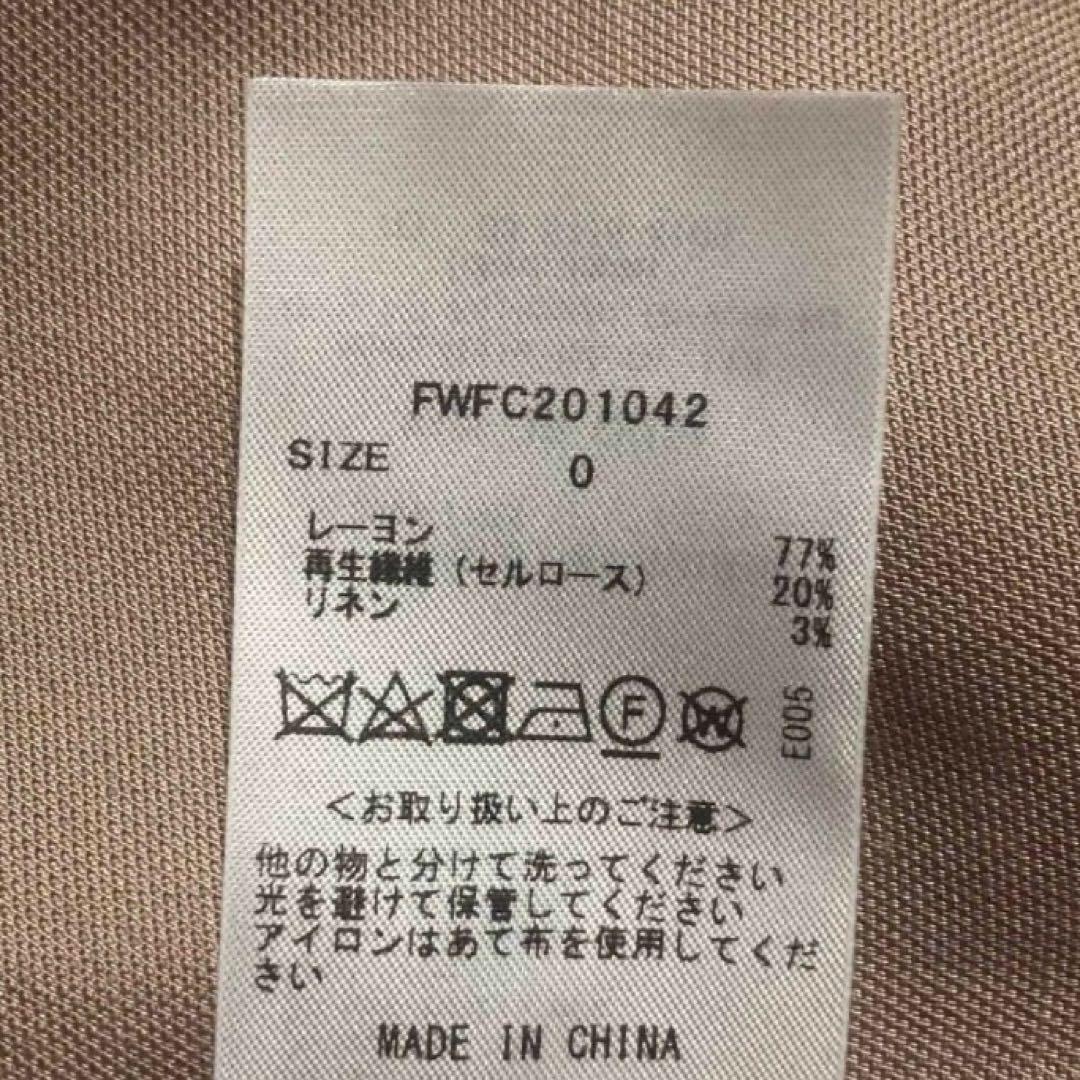 FWFC201042
SIZE 0
レーヨン 77%
再生繊維（セルロース） 20%
リネン 3%
F W E005
＜お取り扱い上のご注意＞
他の物と分けて洗ってください
光を避けて保管してください
アイロンはあて布を使用してくだ
さい
MADE IN CHINA